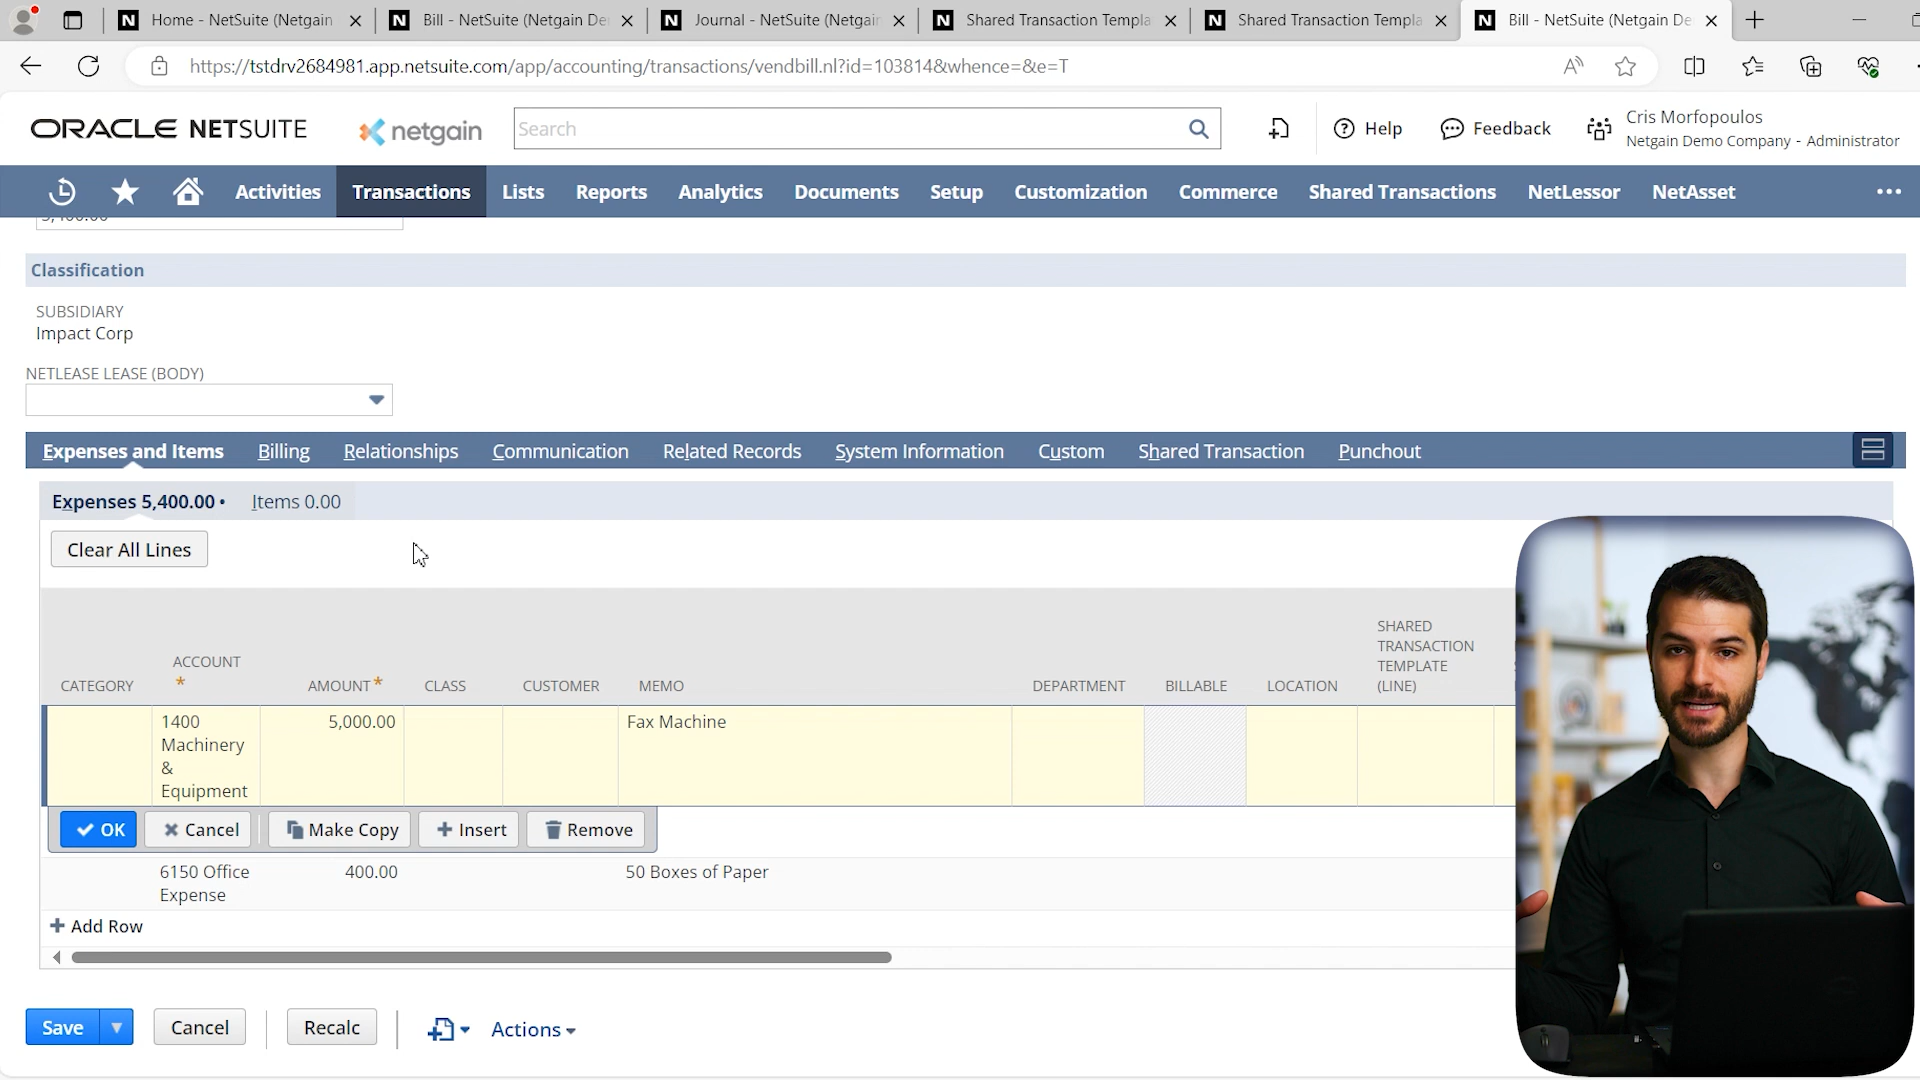 Home - NetSuite (Netgain
Bill - NetSuite (Netgain De
Journal - NetSuite (Netgain
Shared Transaction Templa
Shared Transaction Templa
Bill - NetSuite (Netgain De
https://tstdrv2684981.app.netsuite.com/app/accounting/transactions/vendbill.nl?id=103814&whence=&e=T
ORACLE NETSUITE
netgain
Search
Help
Feedback
Cris Morfopoulos
Netgain Demo Company - Administrator
Activities
Transactions
Lists
Reports
Analytics
Documents
Setup
Customization
Commerce
Shared Transactions
NetLessor
NetAsset
Classification
SUBSIDIARY
Impact Corp
NETLEASE LEASE (BODY)
Expenses and Items
Billing
Relationships
Communication
Related Records
System Information
Custom
Shared Transaction
Punchout
Expenses 5,400.00 •
Items 0.00
Clear All Lines
CATEGORY
ACCOUNT *
AMOUNT *
CLASS
CUSTOMER
MEMO
DEPARTMENT
BILLABLE
LOCATION
SHARED
TRANSACTION
TEMPLATE
(LINE)
1400
Machinery
&
Equipment
5,000.00
Fax Machine
OK
Cancel
Make Copy
Insert
Remove
6150 Office
Expense
400.00
50 Boxes of Paper
Add Row
Save
Cancel
Recalc
Actions